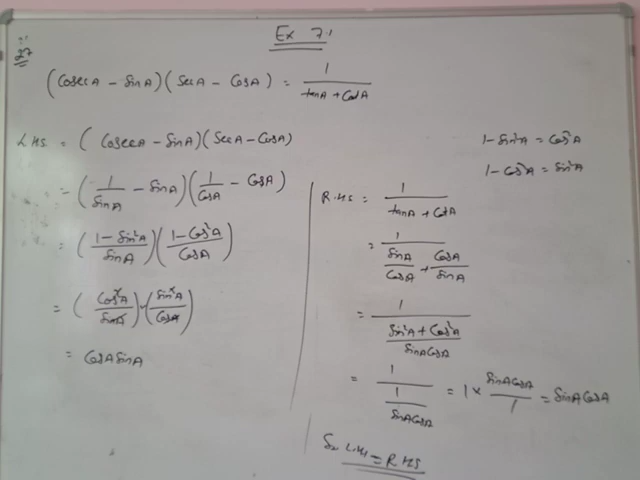 Ex 7.1
27
(CosecA - SinA) (SecA - CosA) = 1/(tanA + CotA)
LHS = (CosecA - SinA) (SecA - CosA)
= (1/SinA - SinA) (1/CosA - CosA)
= ((1 - Sin²A)/SinA) ((1 - Cos²A)/CosA)
= (Cos²A/SinA) (Sin²A/CosA)
= CosA SinA
1 - Sin²A = Cos²A
1 - Cos²A = Sin²A
R.HS = 1/(tanA + CotA)
= 1/(SinA/CosA + CosA/SinA)
= 1/((Sin²A + Cos²A)/(SinACosA))
= 1/(1/(SinACosA)) = 1 × SinACosA/1 = SinACosA
So LHS = RHS